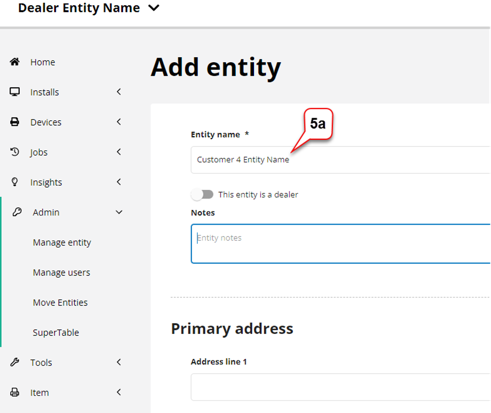 Dealer Entity Name
Home
Installs
Devices
Jobs
Insights
Admin
Manage entity
Manage users
Move Entities
SuperTable
Tools
Item
Add entity
5a
Entity name *
Customer 4 Entity Name
This entity is a dealer
Notes
Entity notes
Primary address
Address line 1